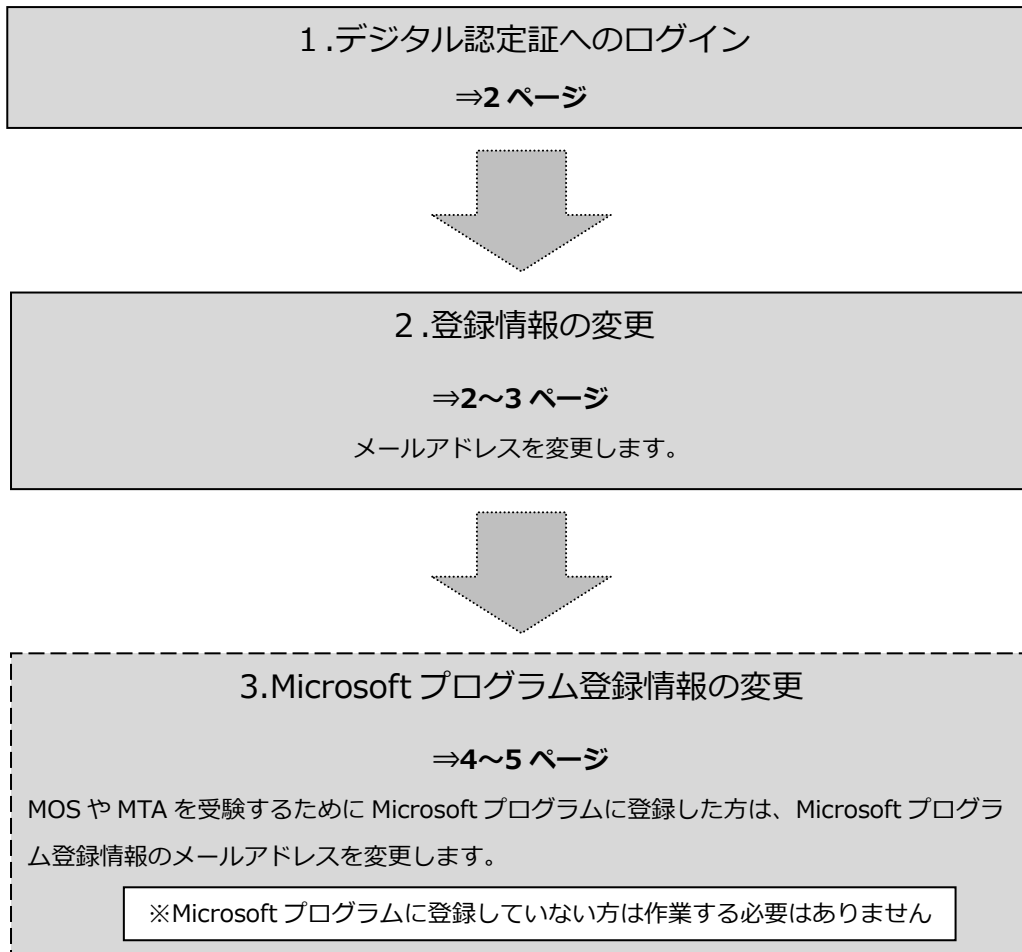 １.デジタル認定証へのログイン
⇒2 ページ
２.登録情報の変更
⇒2～3 ページ
メールアドレスを変更します。
3.Microsoft プログラム登録情報の変更
⇒4～5 ページ
MOS や MTA を受験するために Microsoft プログラムに登録した方は、Microsoft プログラ
ム登録情報のメールアドレスを変更します。
※Microsoft プログラムに登録していない方は作業する必要はありません